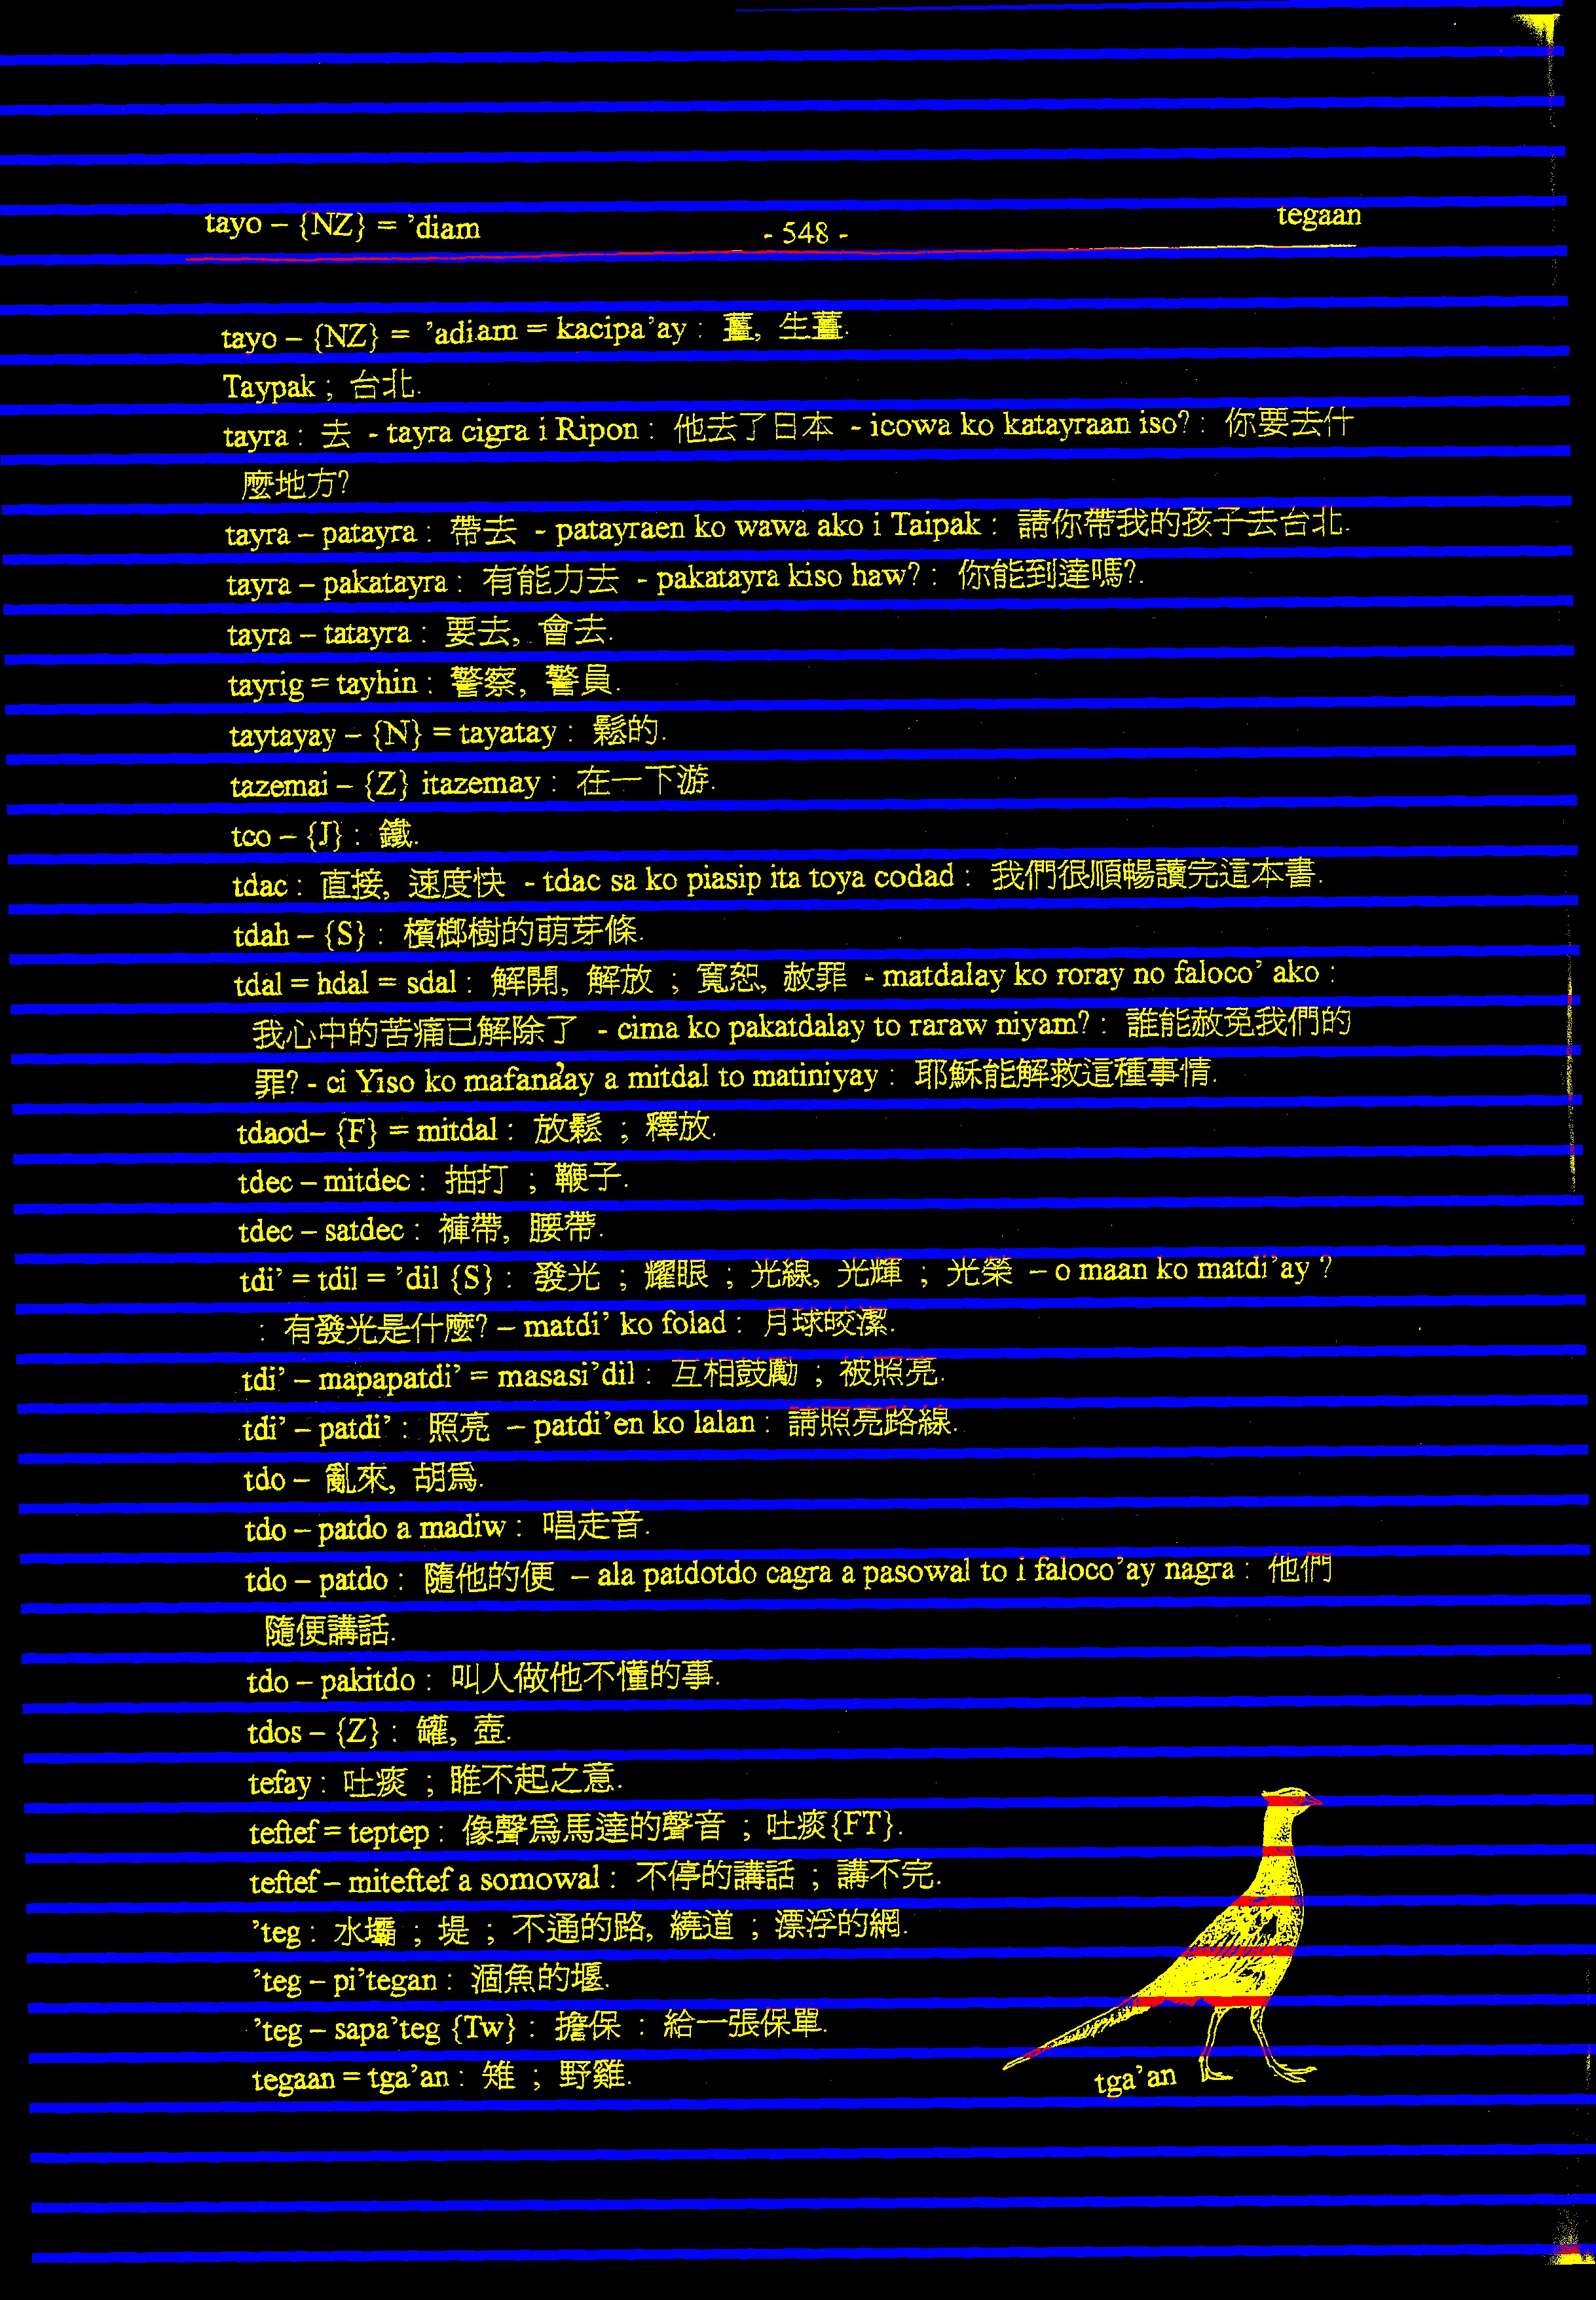 tayo – {NZ} = ’diam - 548 - tegaan
tayo – {NZ} = ’adiam = kacipa’ay : 薑, 生薑.
Taypak ; 台北.
tayra : 去 - tayra cigra i Ripon : 他去了日本 - icowa ko katayraan iso? : 你要去什
麼地方?
tayra – patayra : 帶去 - patayraen ko wawa ako i Taipak : 請你帶我的孩子去台北.
tayra – pakatayra : 有能力去 - pakatayra kiso haw? : 你能到達嗎?.
tayra – tatayra : 要去, 會去.
tayrig = tayhin : 警察, 警員.
taytayay – {N} = tayatay : 鬆的.
tazemai – {Z} itazemay : 在一下游.
tco – {J} : 鐵.
tdac : 直接, 速度快 - tdac sa ko piasip ita toya codad : 我們很順暢讀完這本書.
tdah – {S} : 檳榔樹的萌芽條.
tdal = hdal = sdal : 解開, 解放 ; 寬恕, 赦罪 - matdalay ko roray no faloco’ ako :
我心中的苦痛已解除了 - cima ko pakatdalay to raraw niyam? : 誰能赦免我們的
罪? - ci Yiso ko mafana’ay a mitdal to matiniyay : 耶穌能解救這種事情.
tdaod– {F} = mitdal : 放鬆 ; 釋放.
tdec – mitdec : 抽打 ; 鞭子.
tdec – satdec : 褲帶, 腰帶.
tdi’ = tdil = ’dil {S} : 發光 ; 耀眼 ; 光線, 光輝 ; 光榮 – o maan ko matdi’ay ?
: 有發光是什麼? – matdi’ ko folad : 月球皎潔.
tdi’ – mapapatdi’ = masasi’dil : 互相鼓勵 ; 被照亮.
tdi’ – patdi’ : 照亮 – patdi’en ko lalan : 請照亮路線.
tdo – 亂來, 胡為.
tdo – patdo a madiw : 唱走音.
tdo – patdo : 隨他的便 – ala patdotdo cagra a pasowal to i faloco’ay nagra : 他們
隨便講話.
tdo – pakitdo : 叫人做他不懂的事.
tdos – {Z} : 罐, 壺.
tefay : 吐痰 ; 睢不起之意.
teftef = teptep : 像聲為馬達的聲音 ; 吐痰{FT}.
teftef – miteftef a somowal : 不停的講話 ; 講不完.
’teg : 水壩 ; 堤 ; 不通的路, 繞道 ; 漂浮的網.
’teg – pi’tegan : 涸魚的堰.
’teg – sapa’teg {Tw} : 擔保 : 給一張保單.
tegaan = tga’an : 雉 ; 野雞.
tga’an